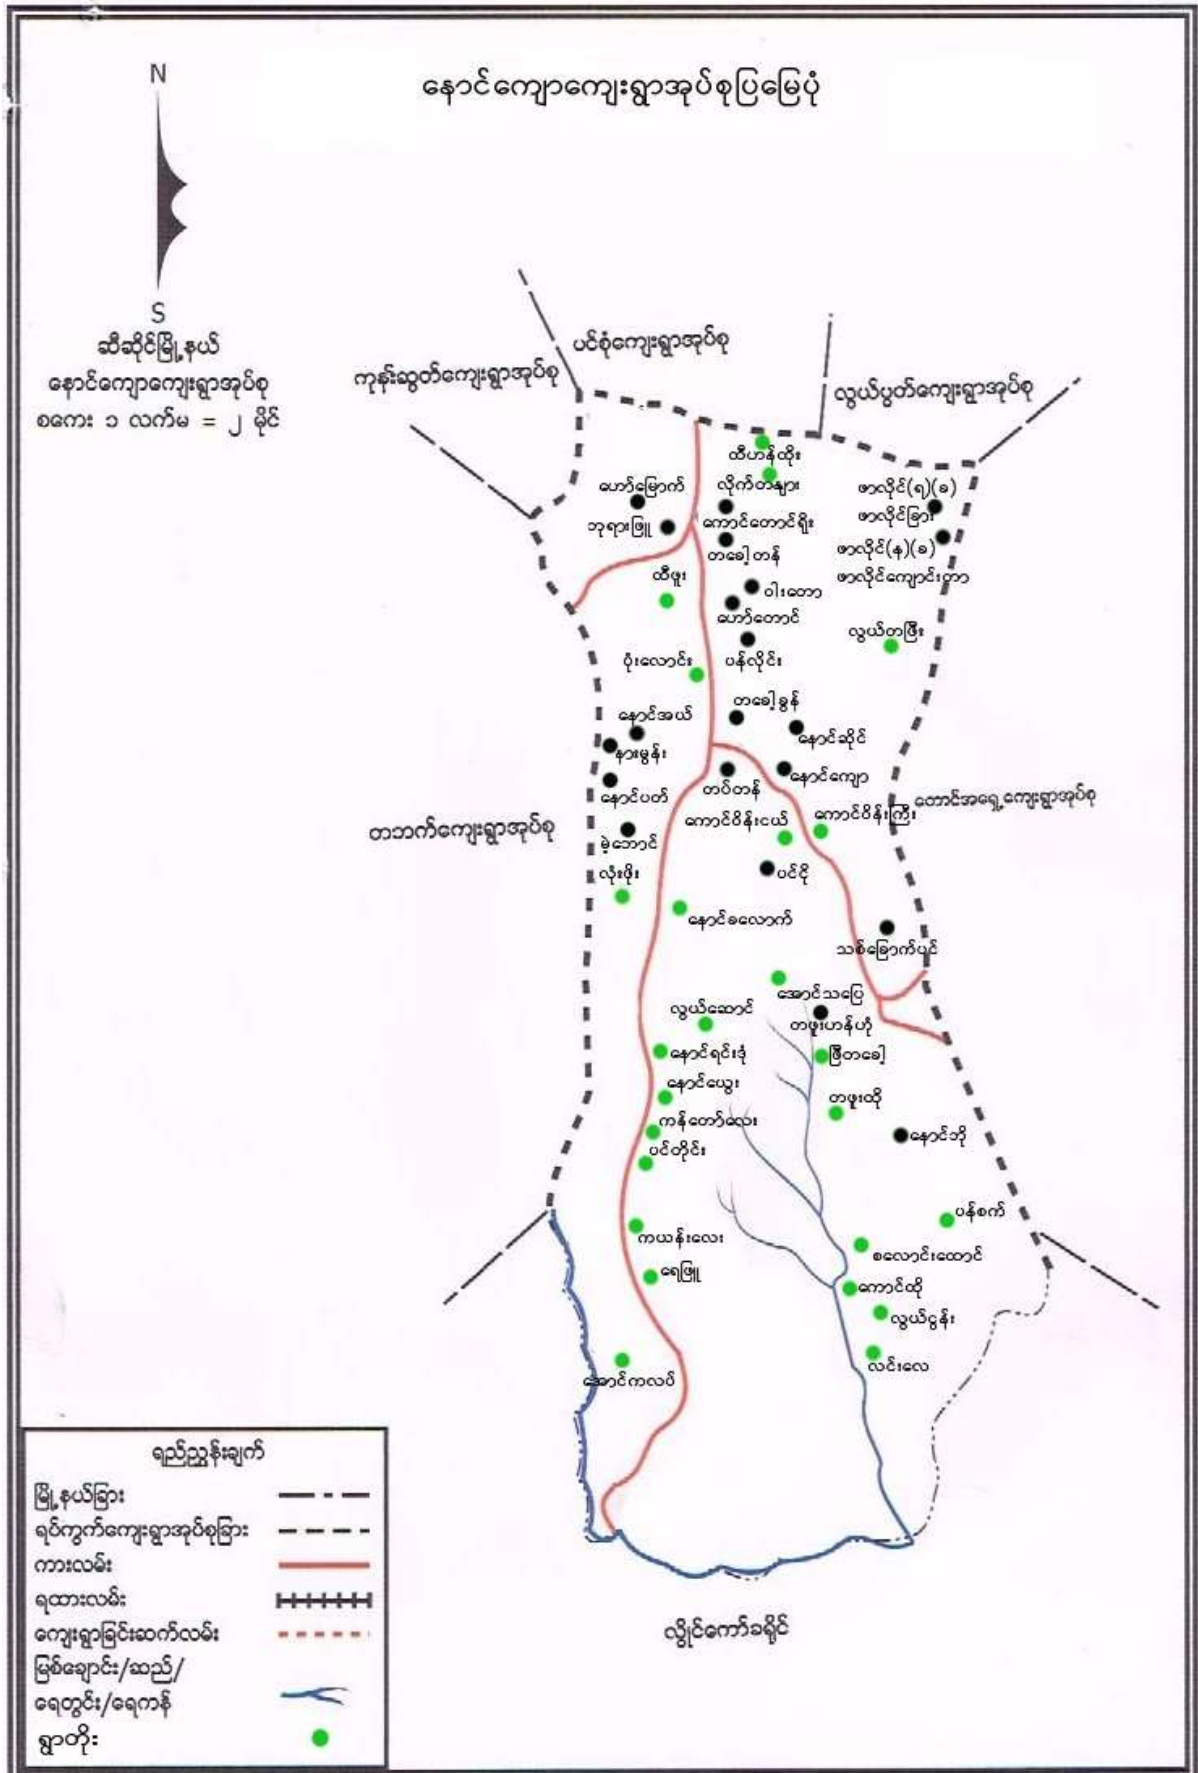 နောင်ကျောကျေးရွာအုပ်စုပြမြေပုံ
N
S
ဆီဆိုင်မြို့နယ်
နောင်ကျောကျေးရွာအုပ်စု
စကေး ၁ လက်မ = ၂ မိုင်
ပင်စုံကျေးရွာအုပ်စု
ကုန်းဆွတ်ကျေးရွာအုပ်စု
လွယ်ပွတ်ကျေးရွာအုပ်စု
ထီဟန်ထိုး
ဟော်မြောက်
လိုက်တနျား
ဖာလိုင်(ရ)(ခ)
ဘုရားဖြူ
ကောင်တောင်ရိုး
ဖာလိုင်ခြား
တခေါ့တန်
ဖာလိုင်(န)(ခ)
ထီဖူး
ဝါးတော
ဖာလိုင်ကျောင်းတာ
ဟော်တောင်
လွယ်တဖြီး
ပုံးလောင်း
ပန်လိုင်း
တခေါ့ခွန်
နောင်အယ်
နောင်ဆိုင်
နားမွန်း
နောင်ကျော
နောင်ပတ်
တပ်တန်
တောင်အရှေ့ကျေးရွာအုပ်စု
ကောင်ဝိန်းငယ်
ကောင်ဝိန်းကြီး
တဘက်ကျေးရွာအုပ်စု
မဲ့ဘောင်
လုံးဖိုး
ပင်ငို
နောင်ခလောက်
သစ်ခြောက်ပင်
အောင်သပြေ
လွယ်ဆောင်
တဖူးဟန်ဟို
နောင်ရင်းဒုံ
ဖြီတခေါ့
နောင်ယွေး
တဖူးထို
ကန်တော်လေး
နောင်ဘို
ပင်တိုင်း
ပန်စက်
ကယန်းလေး
စလောင်းထောင်
ရေဖြူ
ကောင်ထို
လွယ်ငွန်း
လင်းလေ
အောင်ကလပ်
ရည်ညွှန်းချက်
မြို့နယ်ခြား
ရပ်ကွက်ကျေးရွာအုပ်စုခြား
ကားလမ်း
ရထားလမ်း
ကျေးရွာခြင်းဆက်လမ်း
မြစ်ချောင်း/ဆည်/
ရေတွင်း/ရေကန်
ရွာတိုး
လွိုင်ကော်ခရိုင်